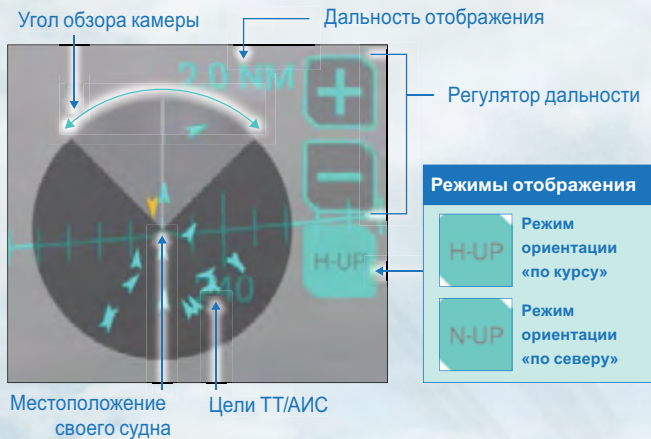 Угол обзора камеры
Дальность отображения
2.0 NM
Регулятор дальности
Режимы отображения
H-UP
Режим
ориентации
«по курсу»
H-UP
N-UP
Режим
ориентации
«по северу»
240
Местоположение
своего судна
Цели ТТ/АИС